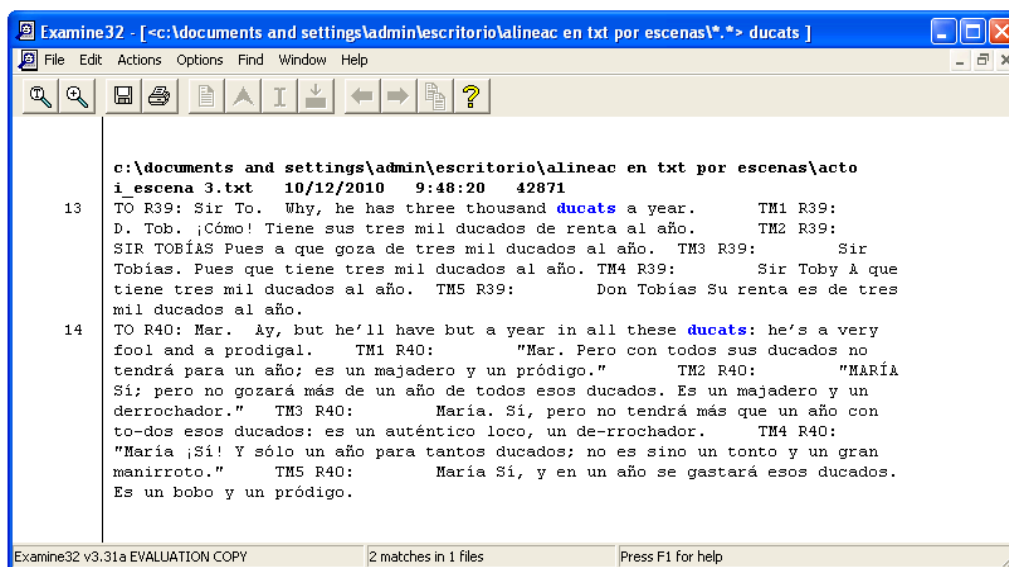 Examine32 - [<c:\documents and settings\admin\escritorio\alineac en txt por escenas\*.*> ducats ]
File Edit Actions Options Find Window Help
c:\documents and settings\admin\escritorio\alineac en txt por escenas\acto
i_escena 3.txt 10/12/2010 9:48:20 42871
13 TO R39: Sir To. Why, he has three thousand ducats a year. TM1 R39:
D. Tob. ¡Cómo! Tiene sus tres mil ducados de renta al año. TM2 R39:
SIR TOBÍAS Pues a que goza de tres mil ducados al año. TM3 R39: Sir
Tobías. Pues que tiene tres mil ducados al año. TM4 R39: Sir Toby A que
tiene tres mil ducados al año. TM5 R39: Don Tobías Su renta es de tres
mil ducados al año.
14 TO R40: Mar. Ay, but he'll have but a year in all these ducats: he's a very
fool and a prodigal. TM1 R40: "Mar. Pero con todos sus ducados no
tendrá para un año; es un majadero y un pródigo." TM2 R40: "MARÍA
Sí; pero no gozará más de un año de todos esos ducados. Es un majadero y un
derrochador." TM3 R40: María. Sí, pero no tendrá más que un año con
to-dos esos ducados: es un auténtico loco, un de-rrochador. TM4 R40:
"María ¡Sí! Y sólo un año para tantos ducados; no es sino un tonto y un gran
manirroto." TM5 R40: María Sí, y en un año se gastará esos ducados.
Es un bobo y un pródigo.
Examine32 v3.31a EVALUATION COPY 2 matches in 1 files Press F1 for help